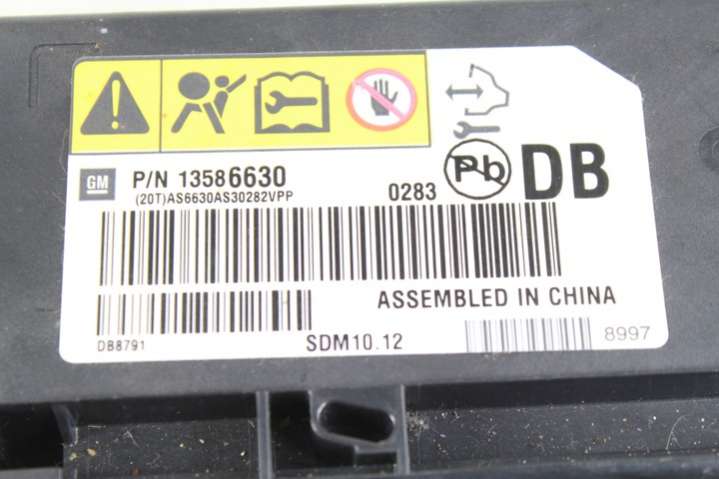 GM P/N 13586630
(20T)AS6630AS30282VPP
0283 Pb DB
ASSEMBLED IN CHINA
DB8791 SDM10.12 8997